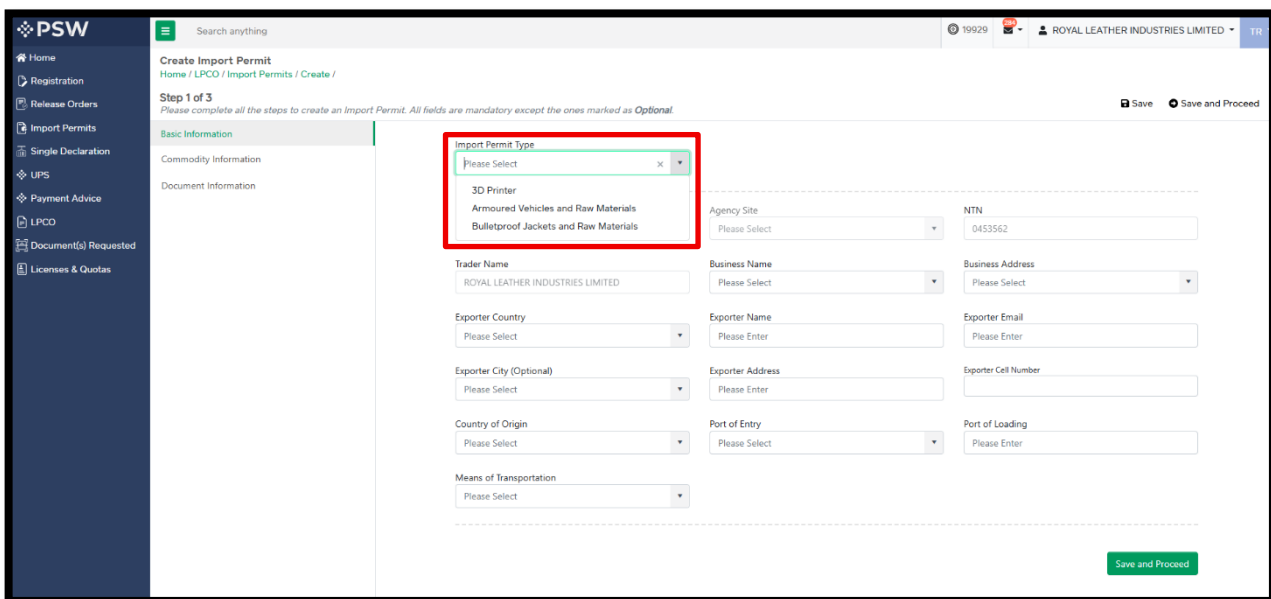 PSW
Search anything
19929
284
ROYAL LEATHER INDUSTRIES LIMITED
TR
Home
Registration
Release Orders
Import Permits
Single Declaration
UPS
Payment Advice
LPCO
Document(s) Requested
Licenses & Quotas
Create Import Permit
Home / LPCO / Import Permits / Create /
Step 1 of 3
Please complete all the steps to create an Import Permit. All fields are mandatory except the ones marked as Optional.
Save
Save and Proceed
Basic Information
Commodity Information
Document Information
Import Permit Type
Please Select
3D Printer
Armoured Vehicles and Raw Materials
Bulletproof Jackets and Raw Materials
Agency Site
Please Select
NTN
0453562
Trader Name
ROYAL LEATHER INDUSTRIES LIMITED
Business Name
Please Select
Business Address
Please Select
Exporter Country
Please Select
Exporter Name
Please Enter
Exporter Email
Please Enter
Exporter City (Optional)
Please Select
Exporter Address
Please Enter
Exporter Cell Number
Country of Origin
Please Select
Port of Entry
Please Select
Port of Loading
Please Enter
Means of Transportation
Please Select
Save and Proceed